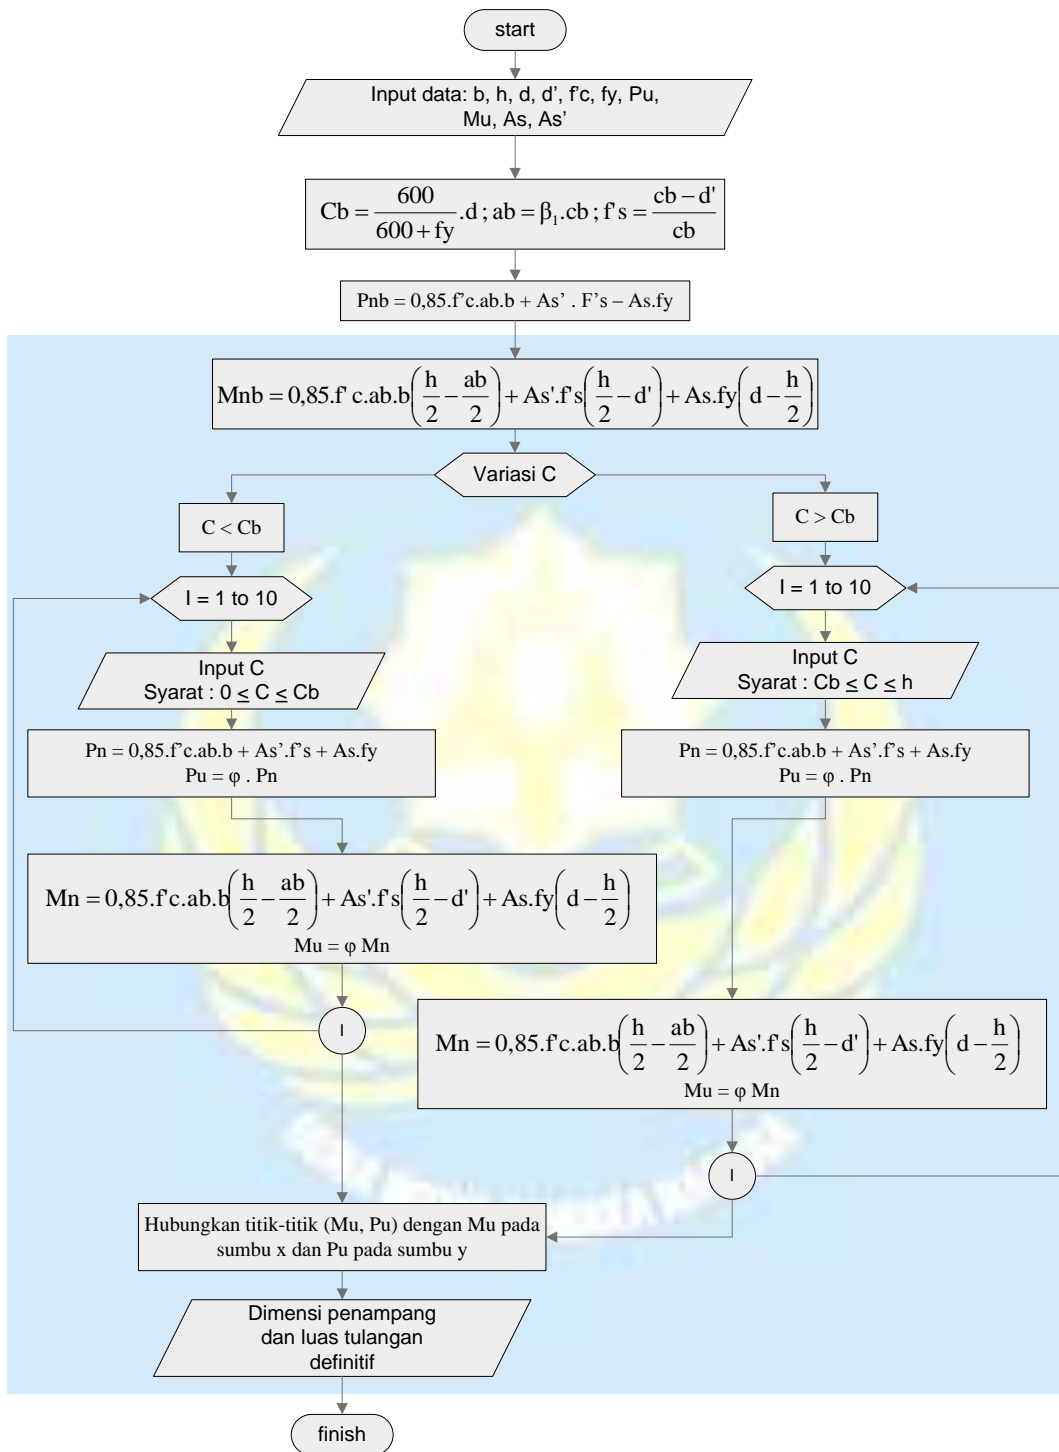 start
Input data: b, h, d, d', f'c, fy, Pu,
Mu, As, As'
Cb = 600/(600 + fy) .d ; ab = β₁.cb ; f's = (cb − d')/cb
Pnb = 0,85.f'c.ab.b + As' . F's – As.fy
Mnb = 0,85.f' c.ab.b(h/2 − ab/2) + As'.f's(h/2 − d') + As.fy(d − h/2)
Variasi C
C < Cb
C > Cb
I = 1 to 10
I = 1 to 10
Input C
Syarat : 0 ≤ C ≤ Cb
Input C
Syarat : Cb ≤ C ≤ h
Pn = 0,85.f'c.ab.b + As'.f's + As.fy
Pu = φ . Pn
Pn = 0,85.f'c.ab.b + As'.f's + As.fy
Pu = φ . Pn
Mn = 0,85.f'c.ab.b(h/2 − ab/2) + As'.f's(h/2 − d') + As.fy(d − h/2)
Mu = φ Mn
I
Mn = 0,85.f'c.ab.b(h/2 − ab/2) + As'.f's(h/2 − d') + As.fy(d − h/2)
Mu = φ Mn
I
Hubungkan titik-titik (Mu, Pu) dengan Mu pada
sumbu x dan Pu pada sumbu y
Dimensi penampang
dan luas tulangan
definitif
finish